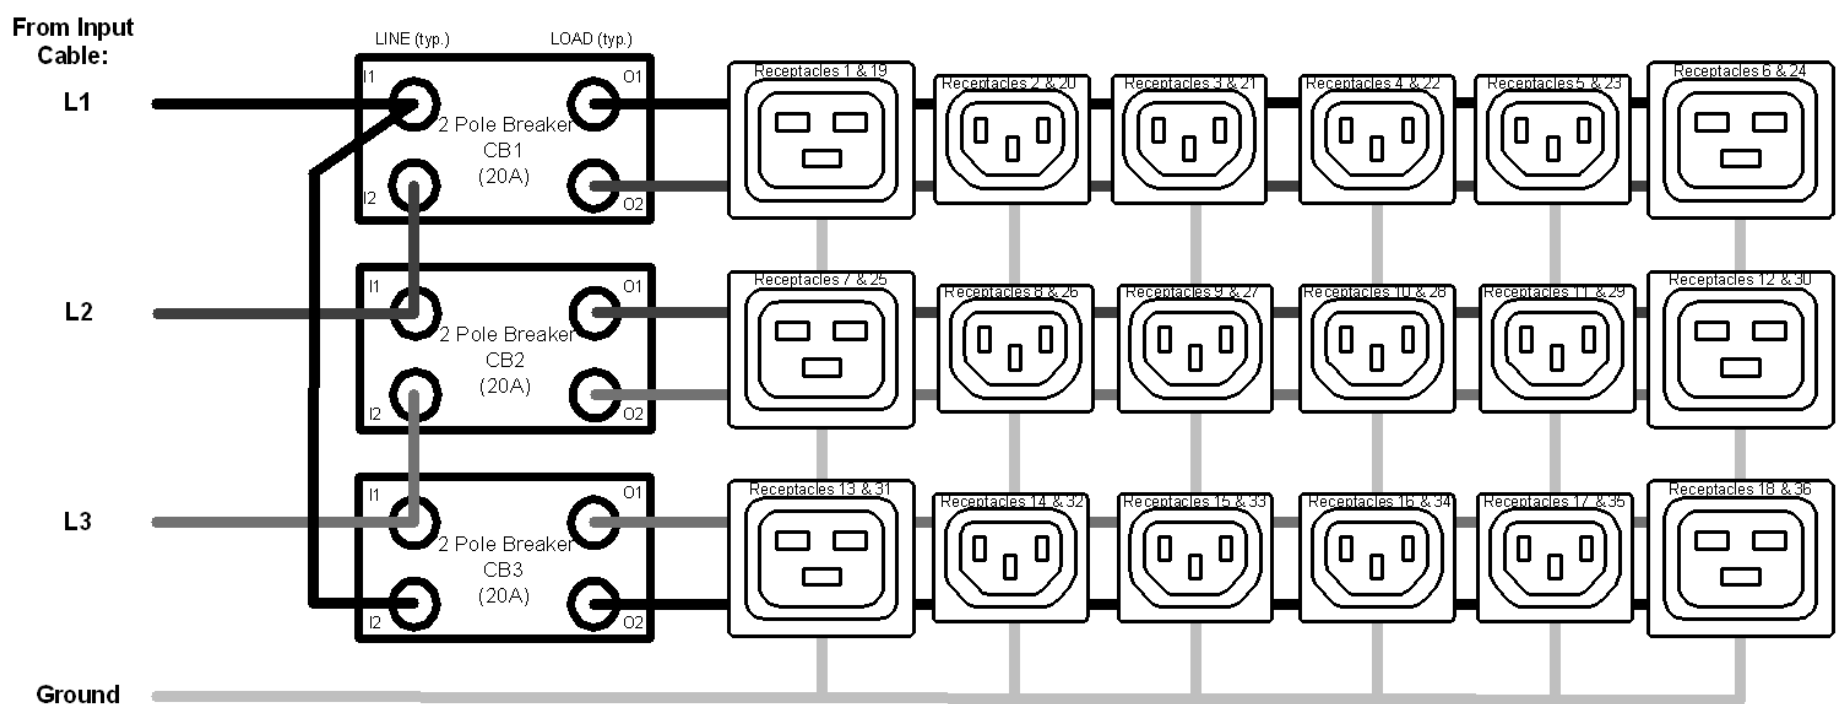 From Input
Cable:
LINE (typ.)
LOAD (typ.)
L1
I1
O1
2 Pole Breaker
CB1
(20A)
I2
O2
Receptacles 1 & 19
Receptacles 2 & 20
Receptacles 3 & 21
Receptacles 4 & 22
Receptacles 5 & 23
Receptacles 6 & 24
L2
I1
O1
2 Pole Breaker
CB2
(20A)
I2
O2
Receptacles 7 & 25
Receptacles 8 & 26
Receptacles 9 & 27
Receptacles 10 & 28
Receptacles 11 & 29
Receptacles 12 & 30
L3
I1
O1
2 Pole Breaker
CB3
(20A)
I2
O2
Receptacles 13 & 31
Receptacles 14 & 32
Receptacles 15 & 33
Receptacles 16 & 34
Receptacles 17 & 35
Receptacles 18 & 36
Ground